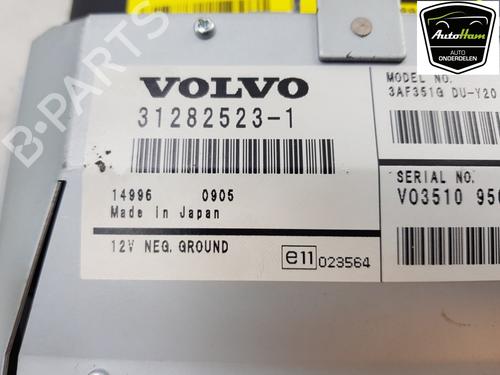 AutoHam
AUTO
ONDERDELEN
VOLVO
31282523-1
14996 0905
Made in Japan
12V NEG. GROUND
e11 023564
MODEL NO.
3AF351G DU-Y20
SERIAL NO.
VO3510 950
B-PARTS